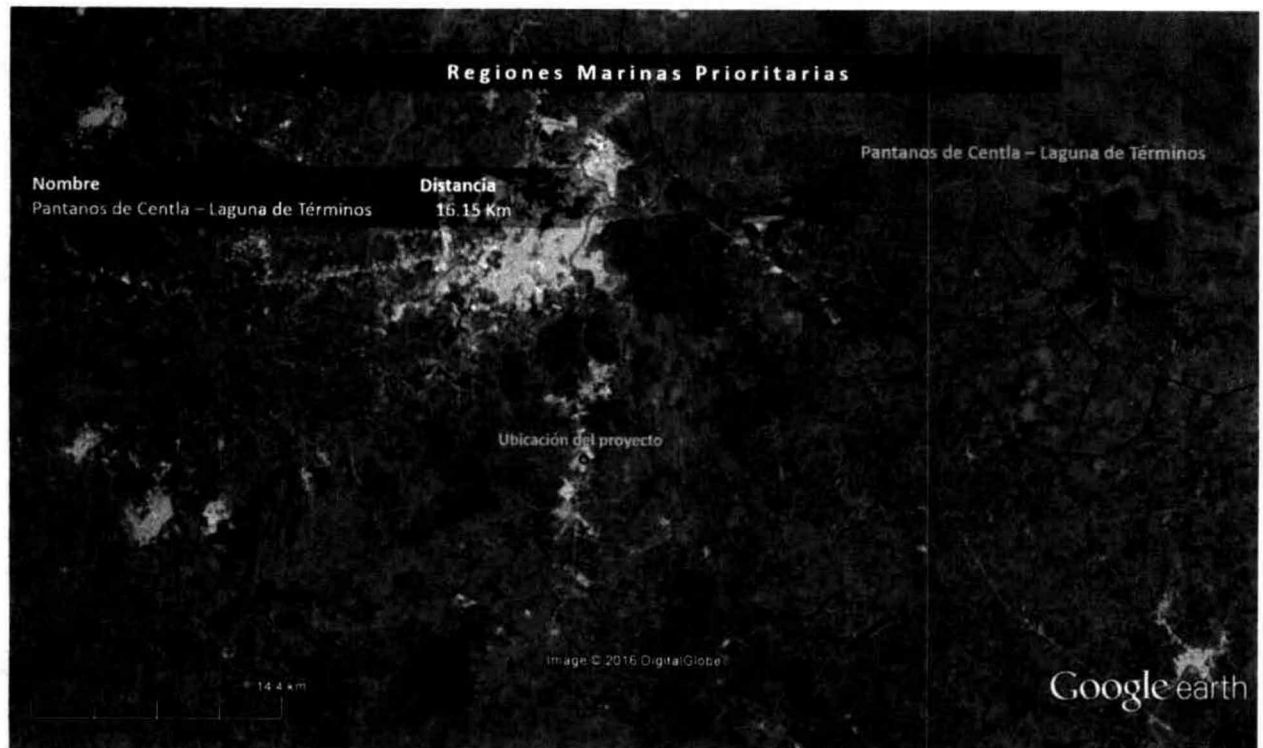 Regiones Marinas Prioritarias
Pantanos de Centla – Laguna de Términos
Nombre Distancia
Pantanos de Centla – Laguna de Términos 16.15 Km
Ubicación del proyecto
Image © 2016 DigitalGlobe
14.4 km
Google earth